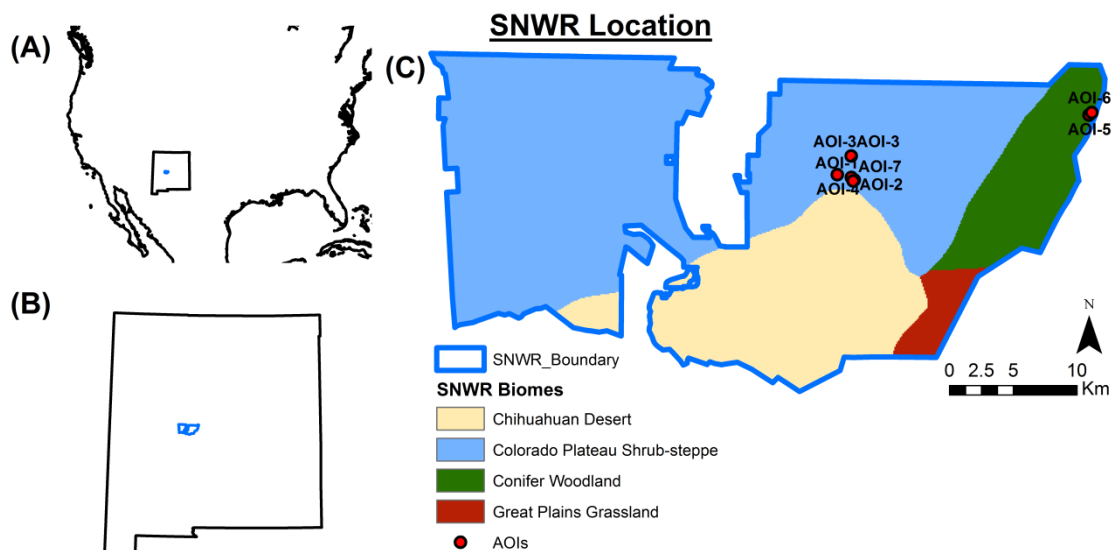 SNWR Location
(A)
(B)
(C)
AOI-6
AOI-5
AOI-3AOI-3
AOI-1
AOI-7
AOI-4
AOI-2
N
0 2.5 5 10
Km
SNWR_Boundary
SNWR Biomes
Chihuahuan Desert
Colorado Plateau Shrub-steppe
Conifer Woodland
Great Plains Grassland
AOIs